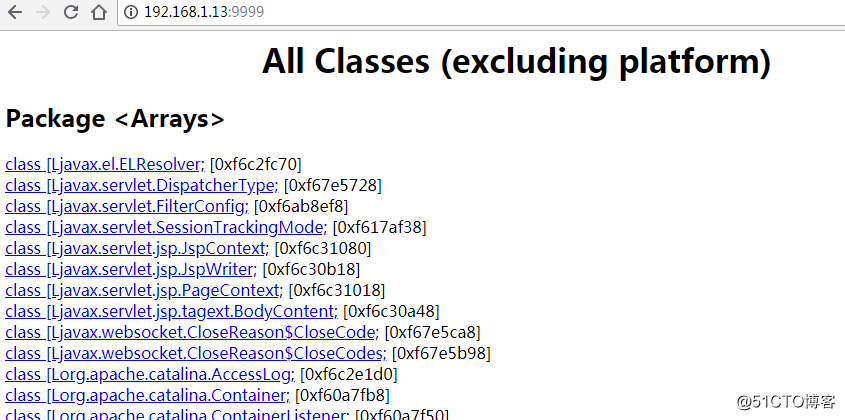 192.168.1.13:9999
All Classes (excluding platform)
Package <Arrays>
class [Ljavax.el.ELResolver; [0xf6c2fc70]
class [Ljavax.servlet.DispatcherType; [0xf67e5728]
class [Ljavax.servlet.FilterConfig; [0xf6ab8ef8]
class [Ljavax.servlet.SessionTrackingMode; [0xf617af38]
class [Ljavax.servlet.jsp.JspContext; [0xf6c31080]
class [Ljavax.servlet.jsp.JspWriter; [0xf6c30b18]
class [Ljavax.servlet.jsp.PageContext; [0xf6c31018]
class [Ljavax.servlet.jsp.tagext.BodyContent; [0xf6c30a48]
class [Ljavax.websocket.CloseReason$CloseCode; [0xf67e5ca8]
class [Ljavax.websocket.CloseReason$CloseCodes; [0xf67e5b98]
class [Lorg.apache.catalina.AccessLog; [0xf6c2e1d0]
class [Lorg.apache.catalina.Container; [0xf60a7fb8]
class [Lorg.apache.catalina.ContainerListener; [0xf60a7f50]
@51CTO博客